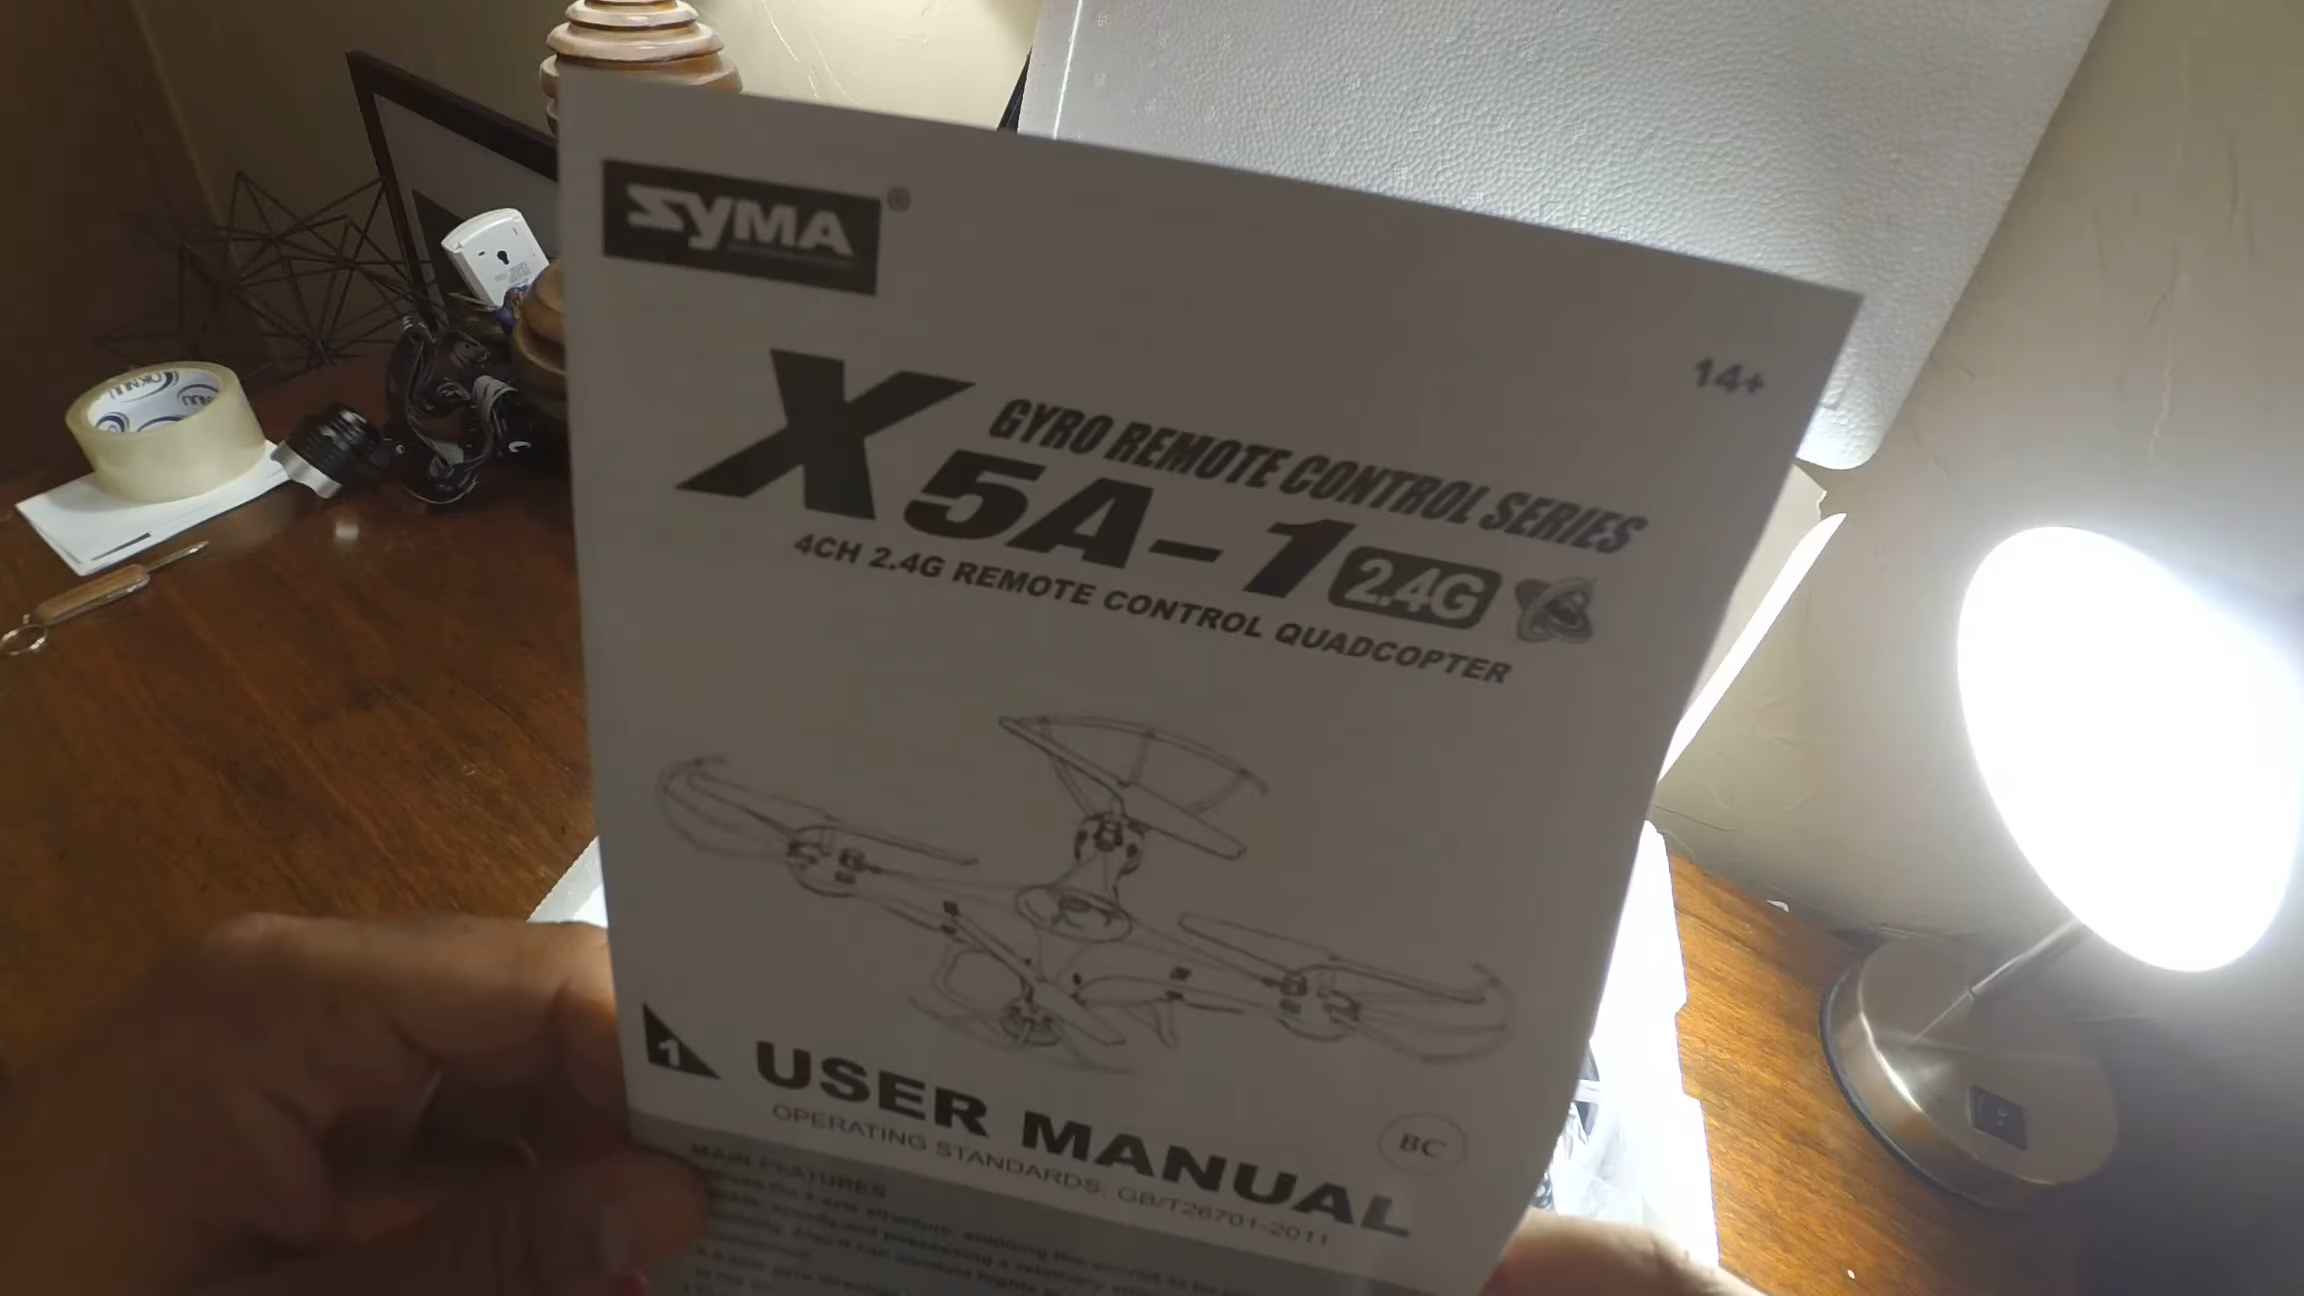 SYMA®
14+
GYRO REMOTE CONTROL SERIES
X5A-1 2.4G
4CH 2.4G REMOTE CONTROL QUADCOPTER
1
USER MANUAL
BC
OPERATING STANDARDS: GB/T26701-2011
MAIN FEATURES